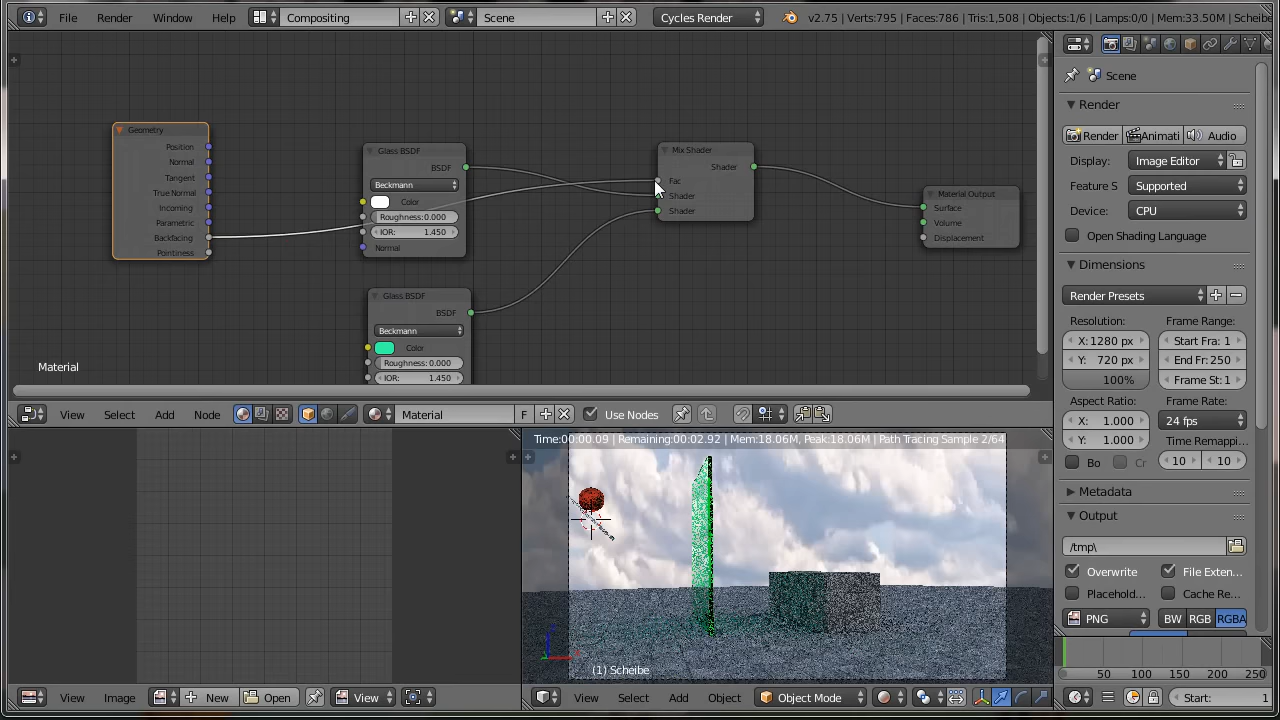 File Render Window Help Compositing Scene Cycles Render v2.75 | Verts:795 | Faces:786 | Tris:1,508 | Objects:1/6 | Lamps:0/0 | Mem:33.50M | Scheibe
Scene
Render
Render Animati Audio
Display: Image Editor
Feature S Supported
Device: CPU
Open Shading Language
Dimensions
Render Presets
Resolution: Frame Range:
X: 1280 px Start Fra: 1
Y: 720 px End Fr: 250
100% Frame St: 1
Aspect Ratio: Frame Rate:
X: 1.000 24 fps
Y: 1.000 Time Remappi...
Bo Cr 10 10
Metadata
Output
/tmp\
Overwrite File Exten...
Placehold... Cache Re...
PNG BW RGB RGBA
Geometry
Position
Normal
Tangent
True Normal
Incoming
Parametric
Backfacing
Pointiness
Glass BSDF
BSDF
Beckmann
Color
Roughness: 0.000
IOR: 1.450
Normal
Glass BSDF
BSDF
Beckmann
Color
Roughness: 0.000
IOR: 1.450
Mix Shader
Shader
Fac
Shader
Shader
Material Output
Surface
Volume
Displacement
Material
View Select Add Node Material F Use Nodes
Time:00:00.09 | Remaining:00:02.92 | Mem:18.06M, Peak:18.06M | Path Tracing Sample 2/64
(1) Scheibe
View Image New Open View
View Select Add Object Object Mode
0 50 100 150 200 250
Start: 1